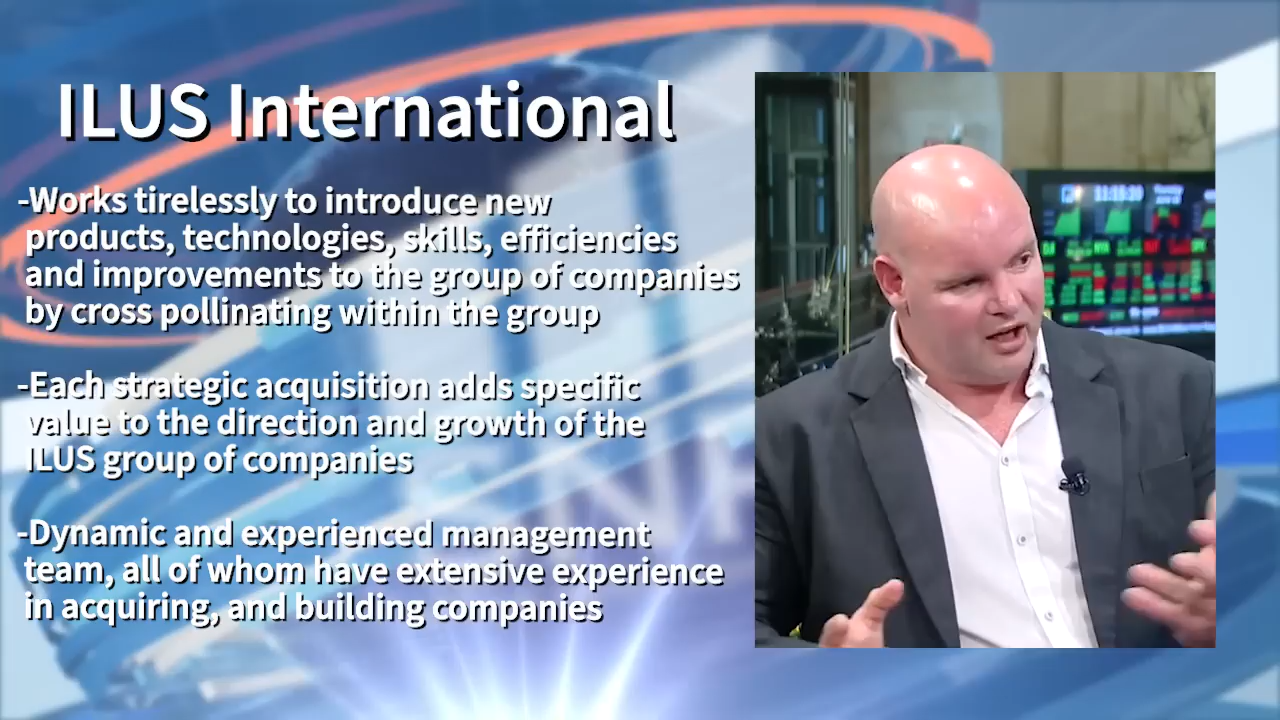 ILUS International
-Works tirelessly to introduce new
products, technologies, skills, efficiencies
and improvements to the group of companies
by cross pollinating within the group
-Each strategic acquisition adds specific
value to the direction and growth of the
ILUS group of companies
-Dynamic and experienced management
team, all of whom have extensive experience
in acquiring, and building companies